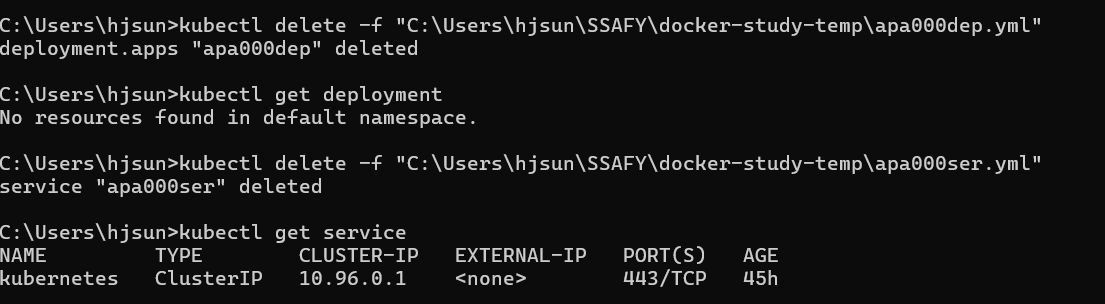 C:\Users\hjsun>kubectl delete -f "C:\Users\hjsun\SSAFY\docker-study-temp\apa000dep.yml"
deployment.apps "apa000dep" deleted
C:\Users\hjsun>kubectl get deployment
No resources found in default namespace.
C:\Users\hjsun>kubectl delete -f "C:\Users\hjsun\SSAFY\docker-study-temp\apa000ser.yml"
service "apa000ser" deleted
C:\Users\hjsun>kubectl get service
NAME TYPE CLUSTER-IP EXTERNAL-IP PORT(S) AGE
kubernetes ClusterIP 10.96.0.1 <none> 443/TCP 45h